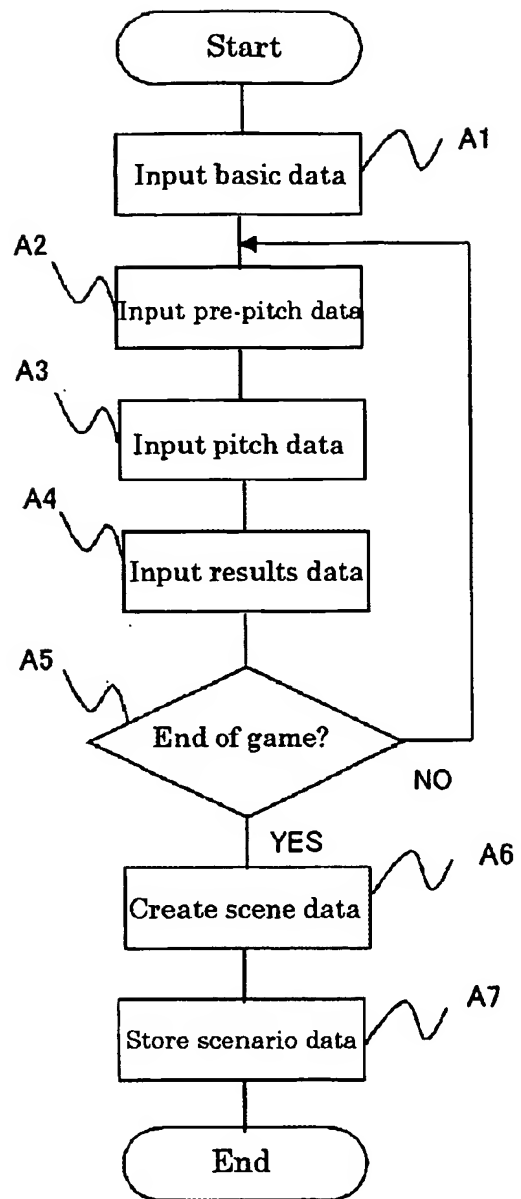 Start
A1
Input basic data
A2
Input pre-pitch data
A3
Input pitch data
A4
Input results data
A5
End of game?
NO
YES
A6
Create scene data
A7
Store scenario data
End